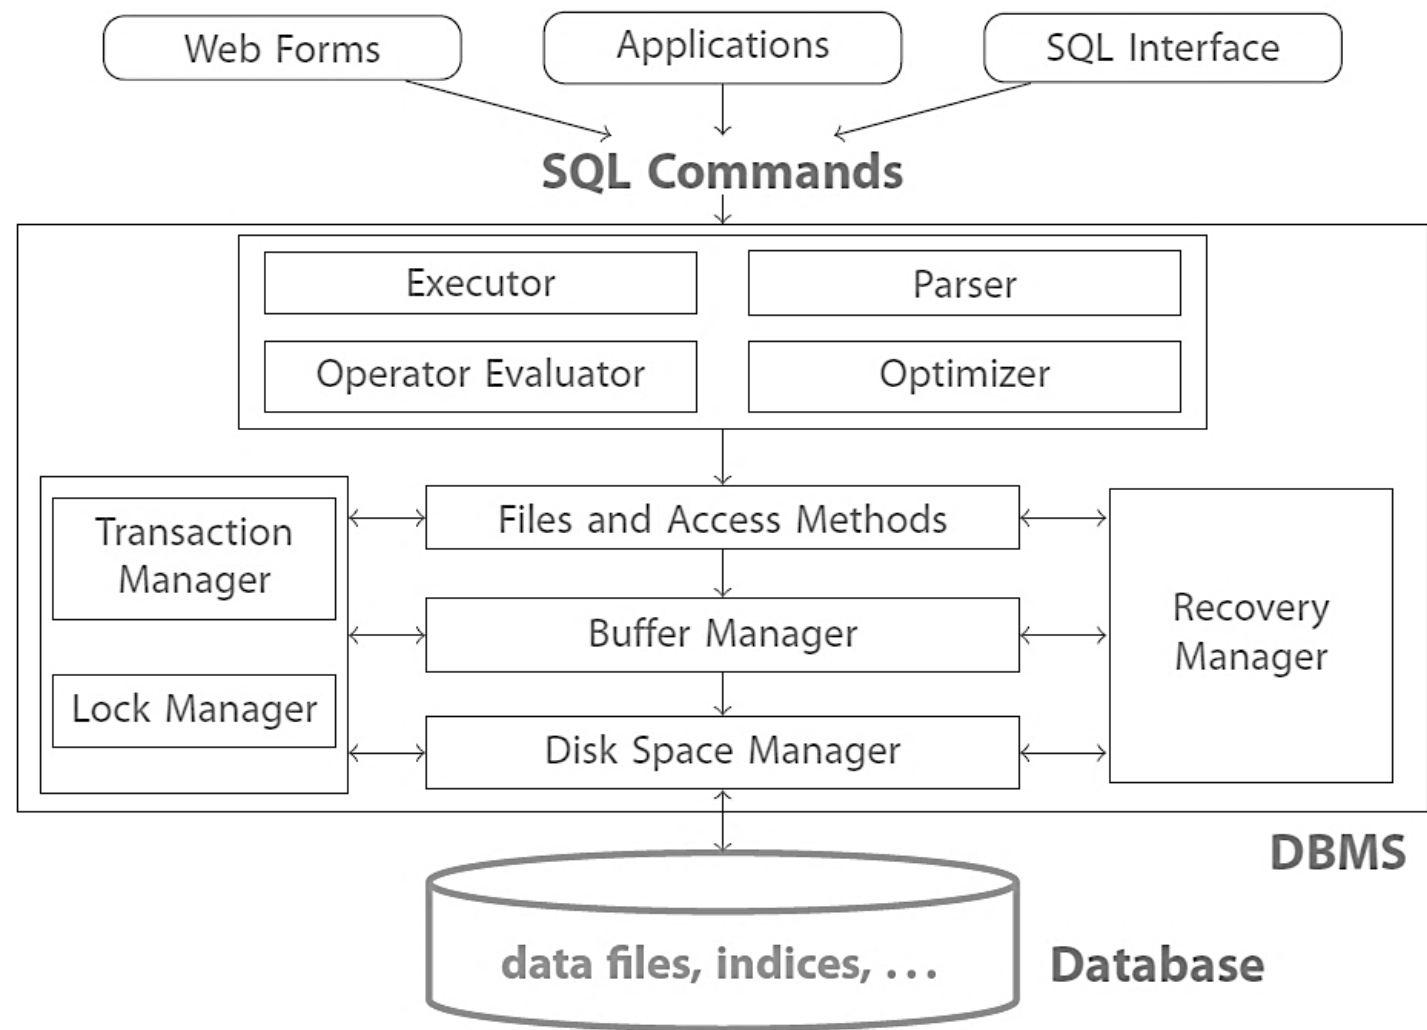 Web Forms
Applications
SQL Interface
SQL Commands
Executor
Parser
Operator Evaluator
Optimizer
Transaction
Manager
Lock Manager
Files and Access Methods
Buffer Manager
Disk Space Manager
Recovery
Manager
DBMS
data files, indices, ...
Database